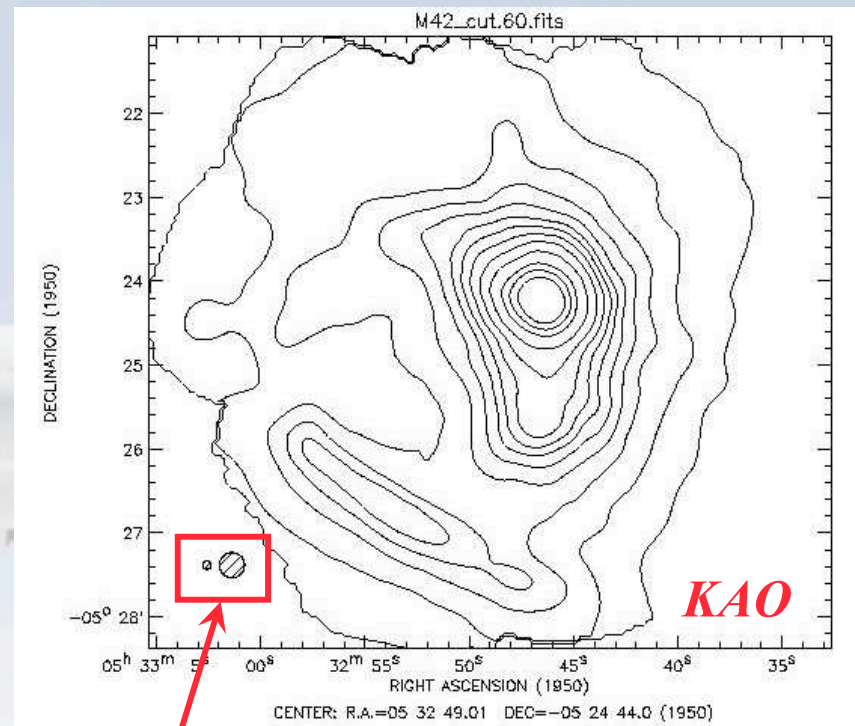 M42_cut.60.fits
DECLINATION (1950)
22
23
24
25
26
27
−05° 28'
KAO
05ʰ 33ᵐ 5ˢ 00ˢ 32ᵐ 55ˢ 50ˢ 45ˢ 40ˢ 35ˢ
RIGHT ASCENSION (1950)
CENTER: R.A.=05 32 49.01 DEC=−05 24 44.0 (1950)